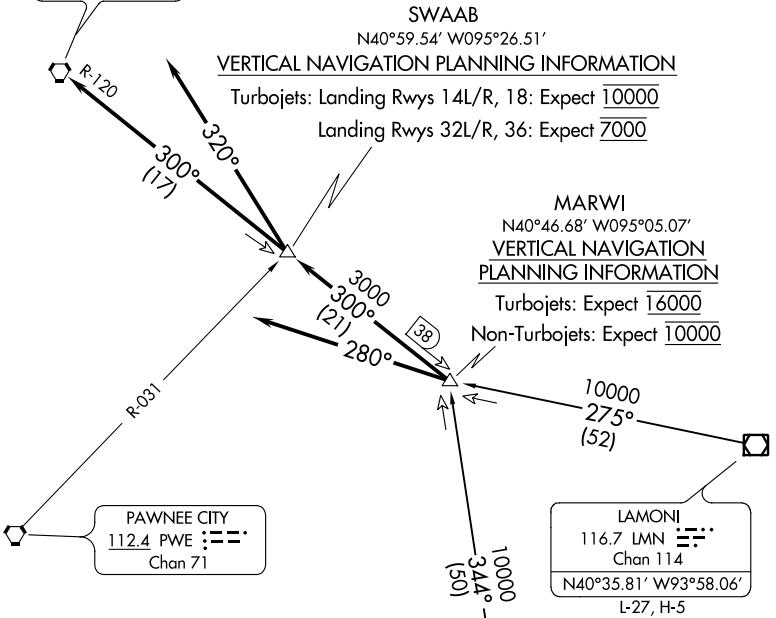 SWAAB
N40°59.54' W095°26.51'
VERTICAL NAVIGATION PLANNING INFORMATION
Turbojets: Landing Rwys 14L/R, 18: Expect 10000
Landing Rwys 32L/R, 36: Expect 7000
R-120
320°
300°
(17)
MARWI
N40°46.68' W095°05.07'
VERTICAL NAVIGATION
PLANNING INFORMATION
Turbojets: Expect 16000
Non-Turbojets: Expect 10000
3000
300°
(21)
38
280°
10000
275°
(52)
R-031
PAWNEE CITY
112.4 PWE
Chan 71
LAMONI
116.7 LMN
Chan 114
N40°35.81' W93°58.06'
L-27, H-5
10000
344°
(50)